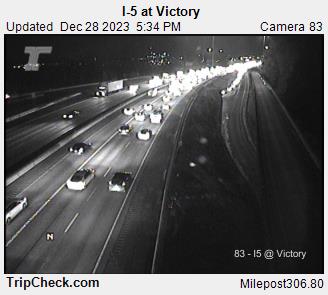 I-5 at Victory
Updated Dec 28 2023 5:34 PM Camera 83
T
N
83 - I5 @ Victory
TripCheck.com Milepost306.80